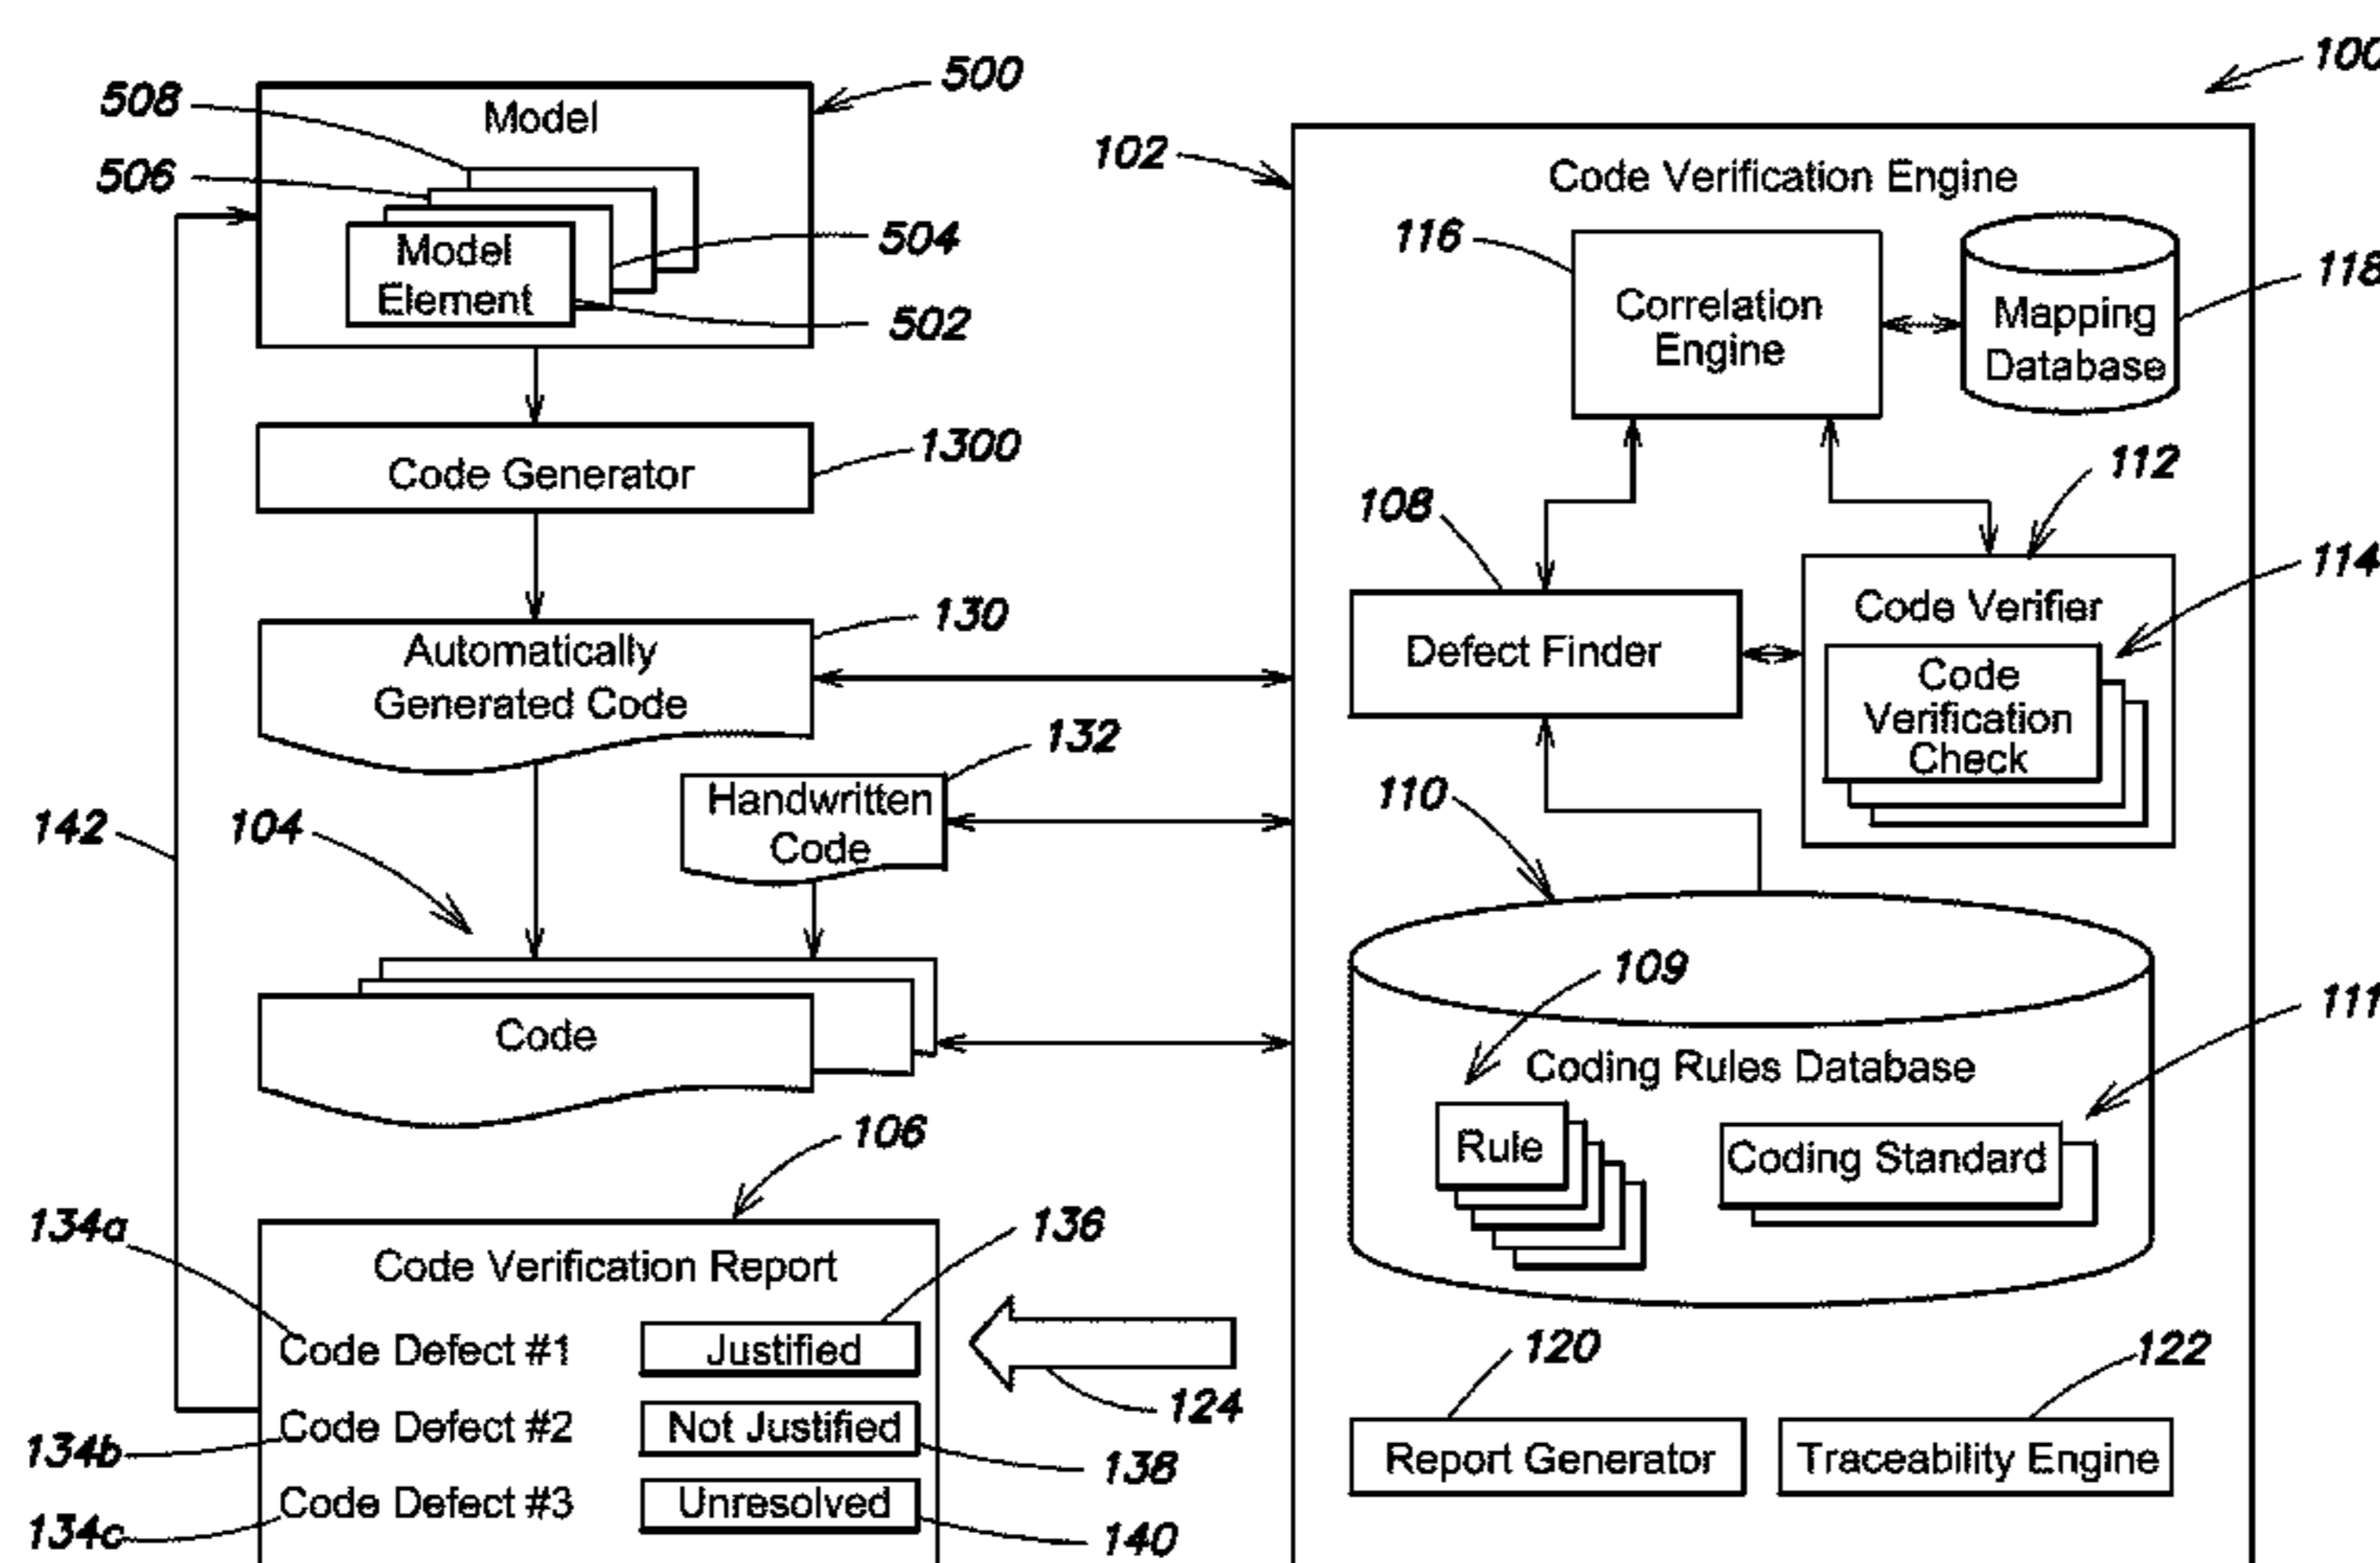 100
500
508
Model
102
506
Code Verification Engine
116
504
118
Model
Element
Correlation
Engine
Mapping
Database
502
1300
Code Generator
112
108
114
130
Code Verifier
Automatically
Generated Code
Defect Finder
Code
Verification
Check
132
Handwritten
Code
110
142
104
109
111
Code
Coding Rules Database
106
Rule
Coding Standard
134a
136
Code Verification Report
Code Defect #1
Justified
120
122
124
Code Defect #2
Not Justified
134b
138
Report Generator
Traceability Engine
Code Defect #3
Unresolved
134c
140